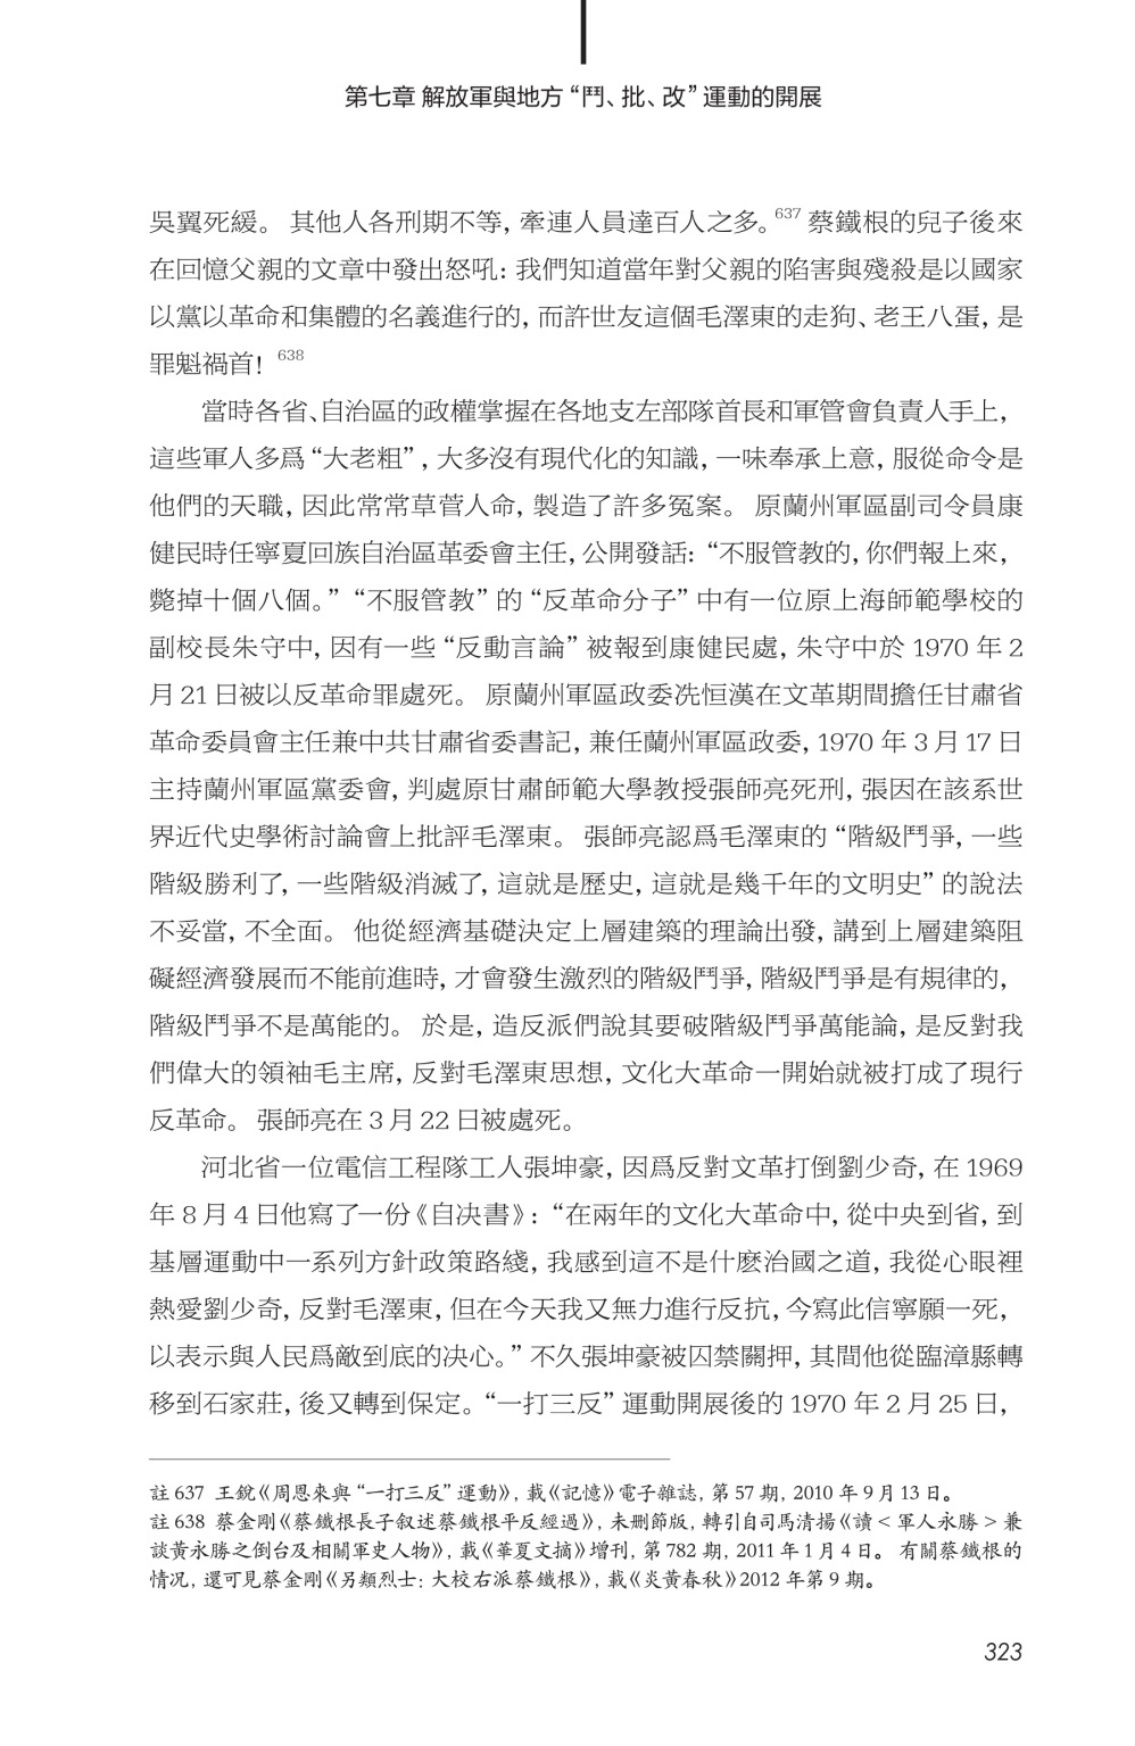 第七章 解放軍與地方“鬥、批、改”運動的開展
吳翼死緩。 其他人各刑期不等, 牽連人員達百人之多。637 蔡鐵根的兒子後來
在回憶父親的文章中發出怒吼: 我們知道當年對父親的陷害與殘殺是以國家
以黨以革命和集體的名義進行的, 而許世友這個毛澤東的走狗、老王八蛋, 是
罪魁禍首! 638
當時各省、自治區的政權掌握在各地支左部隊首長和軍管會負責人手上,
這些軍人多爲“大老粗”, 大多沒有現代化的知識, 一味奉承上意, 服從命令是
他們的天職, 因此常常草菅人命, 製造了許多冤案。 原蘭州軍區副司令員康
健民時任寧夏回族自治區革委會主任, 公開發話: “不服管教的, 你們報上來,
斃掉十個八個。” “不服管教” 的 “反革命分子” 中有一位原上海師範學校的
副校長朱守中, 因有一些 “反動言論” 被報到康健民處, 朱守中於 1970 年 2
月 21 日被以反革命罪處死。 原蘭州軍區政委冼恒漢在文革期間擔任甘肅省
革命委員會主任兼中共甘肅省委書記, 兼任蘭州軍區政委, 1970 年 3 月 17 日
主持蘭州軍區黨委會, 判處原甘肅師範大學教授張師亮死刑, 張因在該系世
界近代史學術討論會上批評毛澤東。 張師亮認爲毛澤東的 “階級鬥爭, 一些
階級勝利了, 一些階級消滅了, 這就是歷史, 這就是幾千年的文明史” 的說法
不妥當, 不全面。 他從經濟基礎決定上層建築的理論出發, 講到上層建築阻
礙經濟發展而不能前進時, 才會發生激烈的階級鬥爭, 階級鬥爭是有規律的,
階級鬥爭不是萬能的。 於是, 造反派們說其要破階級鬥爭萬能論, 是反對我
們偉大的領袖毛主席, 反對毛澤東思想, 文化大革命一開始就被打成了現行
反革命。 張師亮在 3 月 22 日被處死。
河北省一位電信工程隊工人張坤豪, 因爲反對文革打倒劉少奇, 在 1969
年 8 月 4 日他寫了一份《自決書》: “在兩年的文化大革命中, 從中央到省, 到
基層運動中一系列方針政策路綫, 我感到這不是什麽治國之道, 我從心眼裡
熱愛劉少奇, 反對毛澤東, 但在今天我又無力進行反抗, 今寫此信寧願一死,
以表示與人民爲敵到底的決心。” 不久張坤豪被囚禁關押, 其間他從臨漳縣轉
移到石家莊, 後又轉到保定。“一打三反” 運動開展後的 1970 年 2 月 25 日,
註 637 王銳《周恩來與 “一打三反” 運動》, 載《記憶》電子雜誌, 第 57 期, 2010 年 9 月 13 日。
註 638 蔡金剛《蔡鐵根長子叙述蔡鐵根平反經過》, 未刪節版, 轉引自司馬清揚《讀 < 軍人永勝 > 兼
談黃永勝之倒台及相關軍史人物》, 載《華夏文摘》增刊, 第 782 期, 2011 年 1 月 4 日。 有關蔡鐵根的
情况, 還可見蔡金剛《另類烈士: 大校右派蔡鐵根》, 載《炎黃春秋》2012 年第 9 期。
323